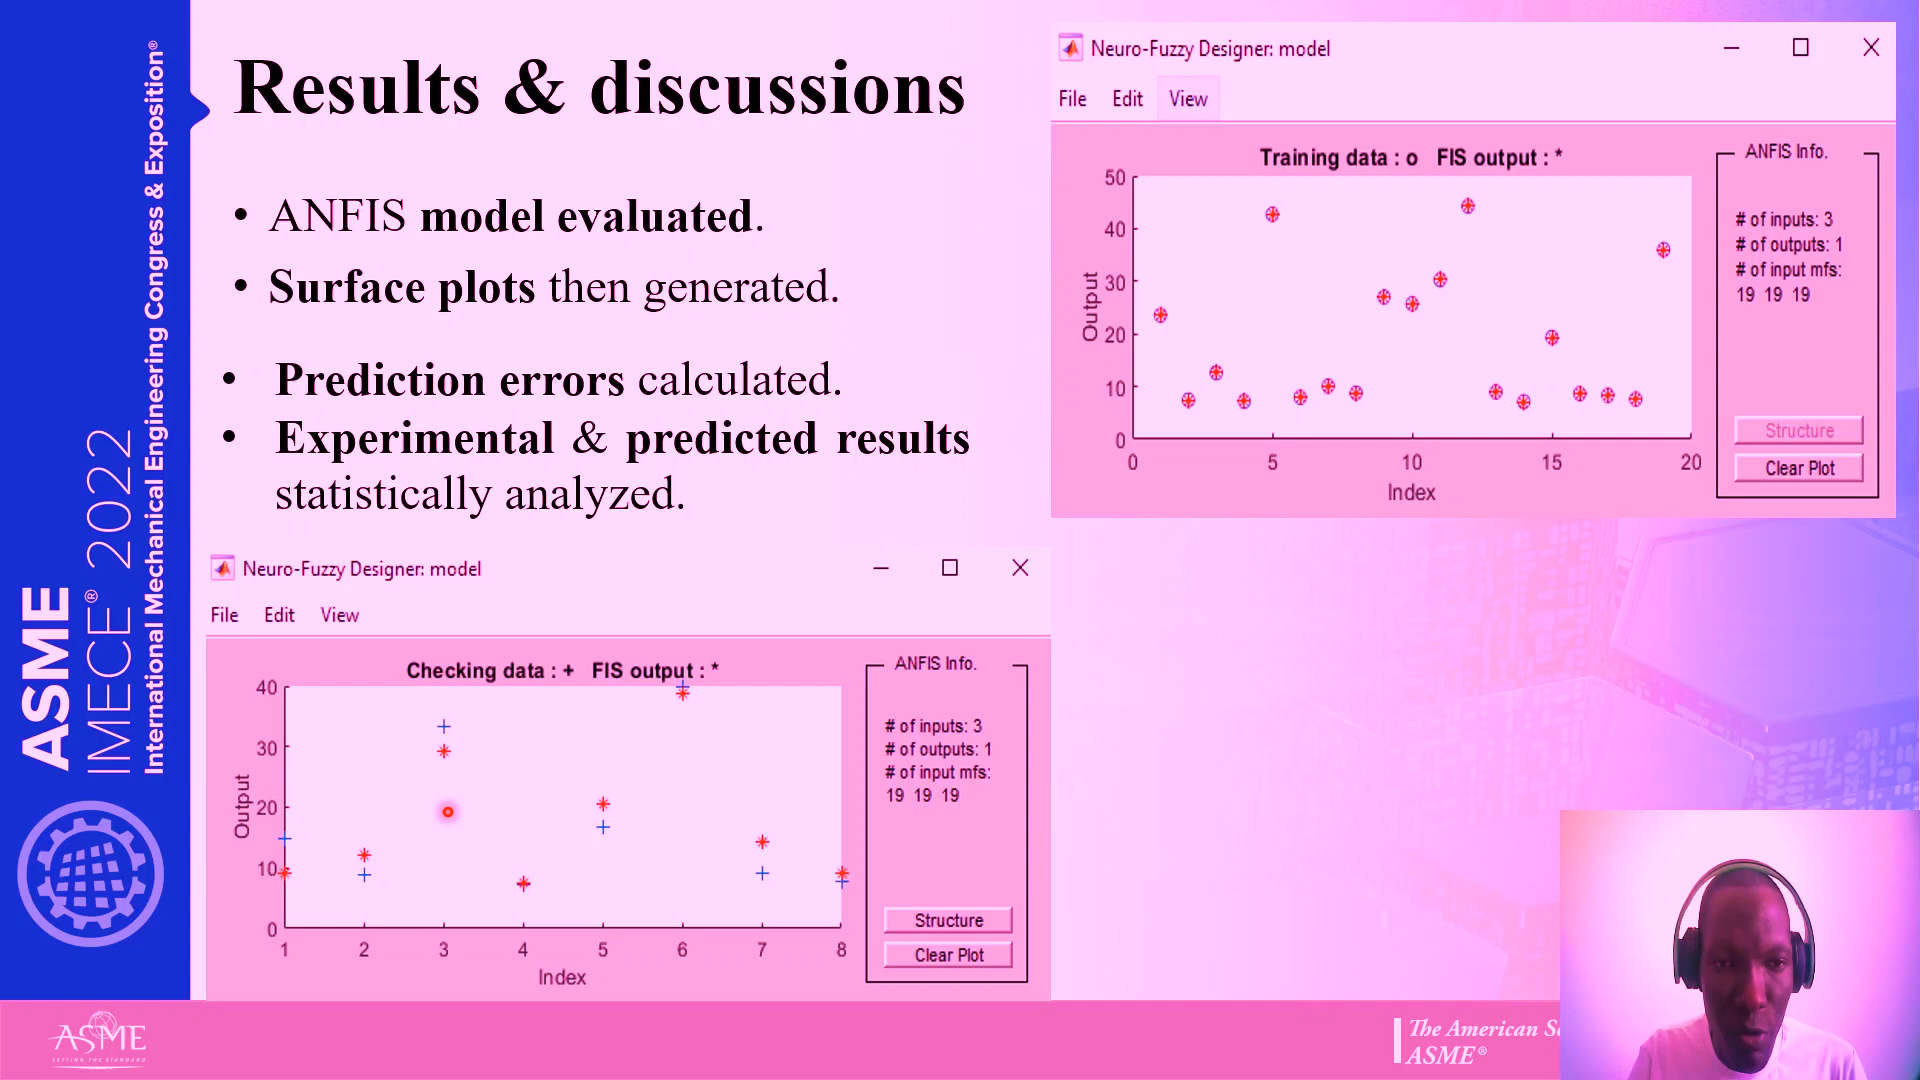 ASME
IMECE® 2022
International Mechanical Engineering Congress & Exposition®
Results & discussions
• ANFIS model evaluated.
• Surface plots then generated.
• Prediction errors calculated.
• Experimental & predicted results
statistically analyzed.
Neuro-Fuzzy Designer: model
File Edit View
Training data : o FIS output : *
50
40
30
20
10
0
Output
0 5 10 15 20
Index
ANFIS Info.
# of inputs: 3
# of outputs: 1
# of input mfs:
19 19 19
Structure
Clear Plot
Neuro-Fuzzy Designer: model
File Edit View
Checking data : + FIS output : *
40
30
20
10
0
Output
1 2 3 4 5 6 7 8
Index
ANFIS Info.
# of inputs: 3
# of outputs: 1
# of input mfs:
19 19 19
Structure
Clear Plot
ASME
SETTING THE STANDARD
The American
ASME®